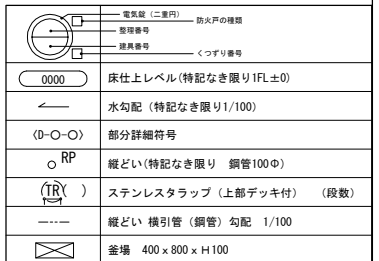 電気錠（二重円）
防火戸の種類
整理番号
建具番号
くつずり番号
0000 床仕上レベル(特記なき限り1FL±0)
水勾配（特記なき限り1/100）
〈D-○-○〉 部分詳細符号
RP 縦どい(特記なき限り 鋼管100Φ)
(TR( ) ステンレスタラップ（上部デッキ付） （段数）
縦どい 横引管（鋼管）勾配 1/100
釜場 400ｘ800ｘH100